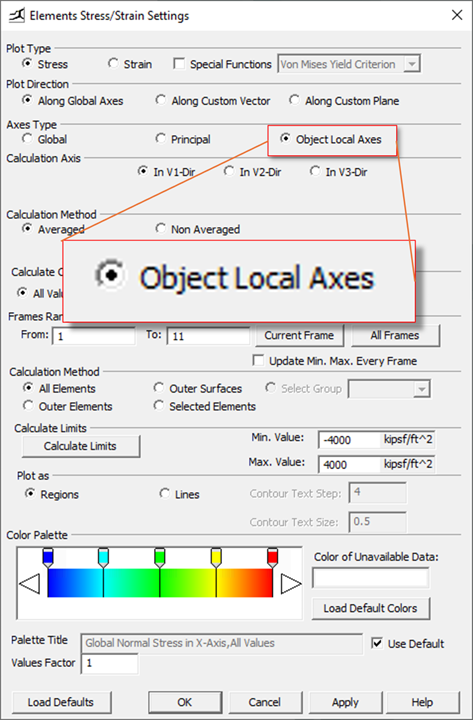 Elements Stress/Strain Settings
Plot Type
Stress Strain Special Functions Von Mises Yield Criterion
Plot Direction
Along Global Axes Along Custom Vector Along Custom Plane
Axes Type
Global Principal Object Local Axes
Calculation Axis
In V1-Dir In V2-Dir In V3-Dir
Calculation Method
Averaged Non Averaged
Object Local Axes
Calculate
All
Frames
From: 1 To: 11 Current Frame All Frames
Update Min. Max. Every Frame
Calculation Method
All Elements Outer Surfaces Select Group
Outer Elements Selected Elements
Calculate Limits
Calculate Limits Min. Value: -4000 kipsf/ft^2
Max. Value: 4000 kipsf/ft^2
Plot as
Regions Lines Contour Text Step: 4
Contour Text Size: 0.5
Color Palette
Color of Unavailable Data:
Load Default Colors
Palette Title Global Normal Stress in X-Axis,All Values Use Default
Values Factor 1
Load Defaults OK Cancel Apply Help